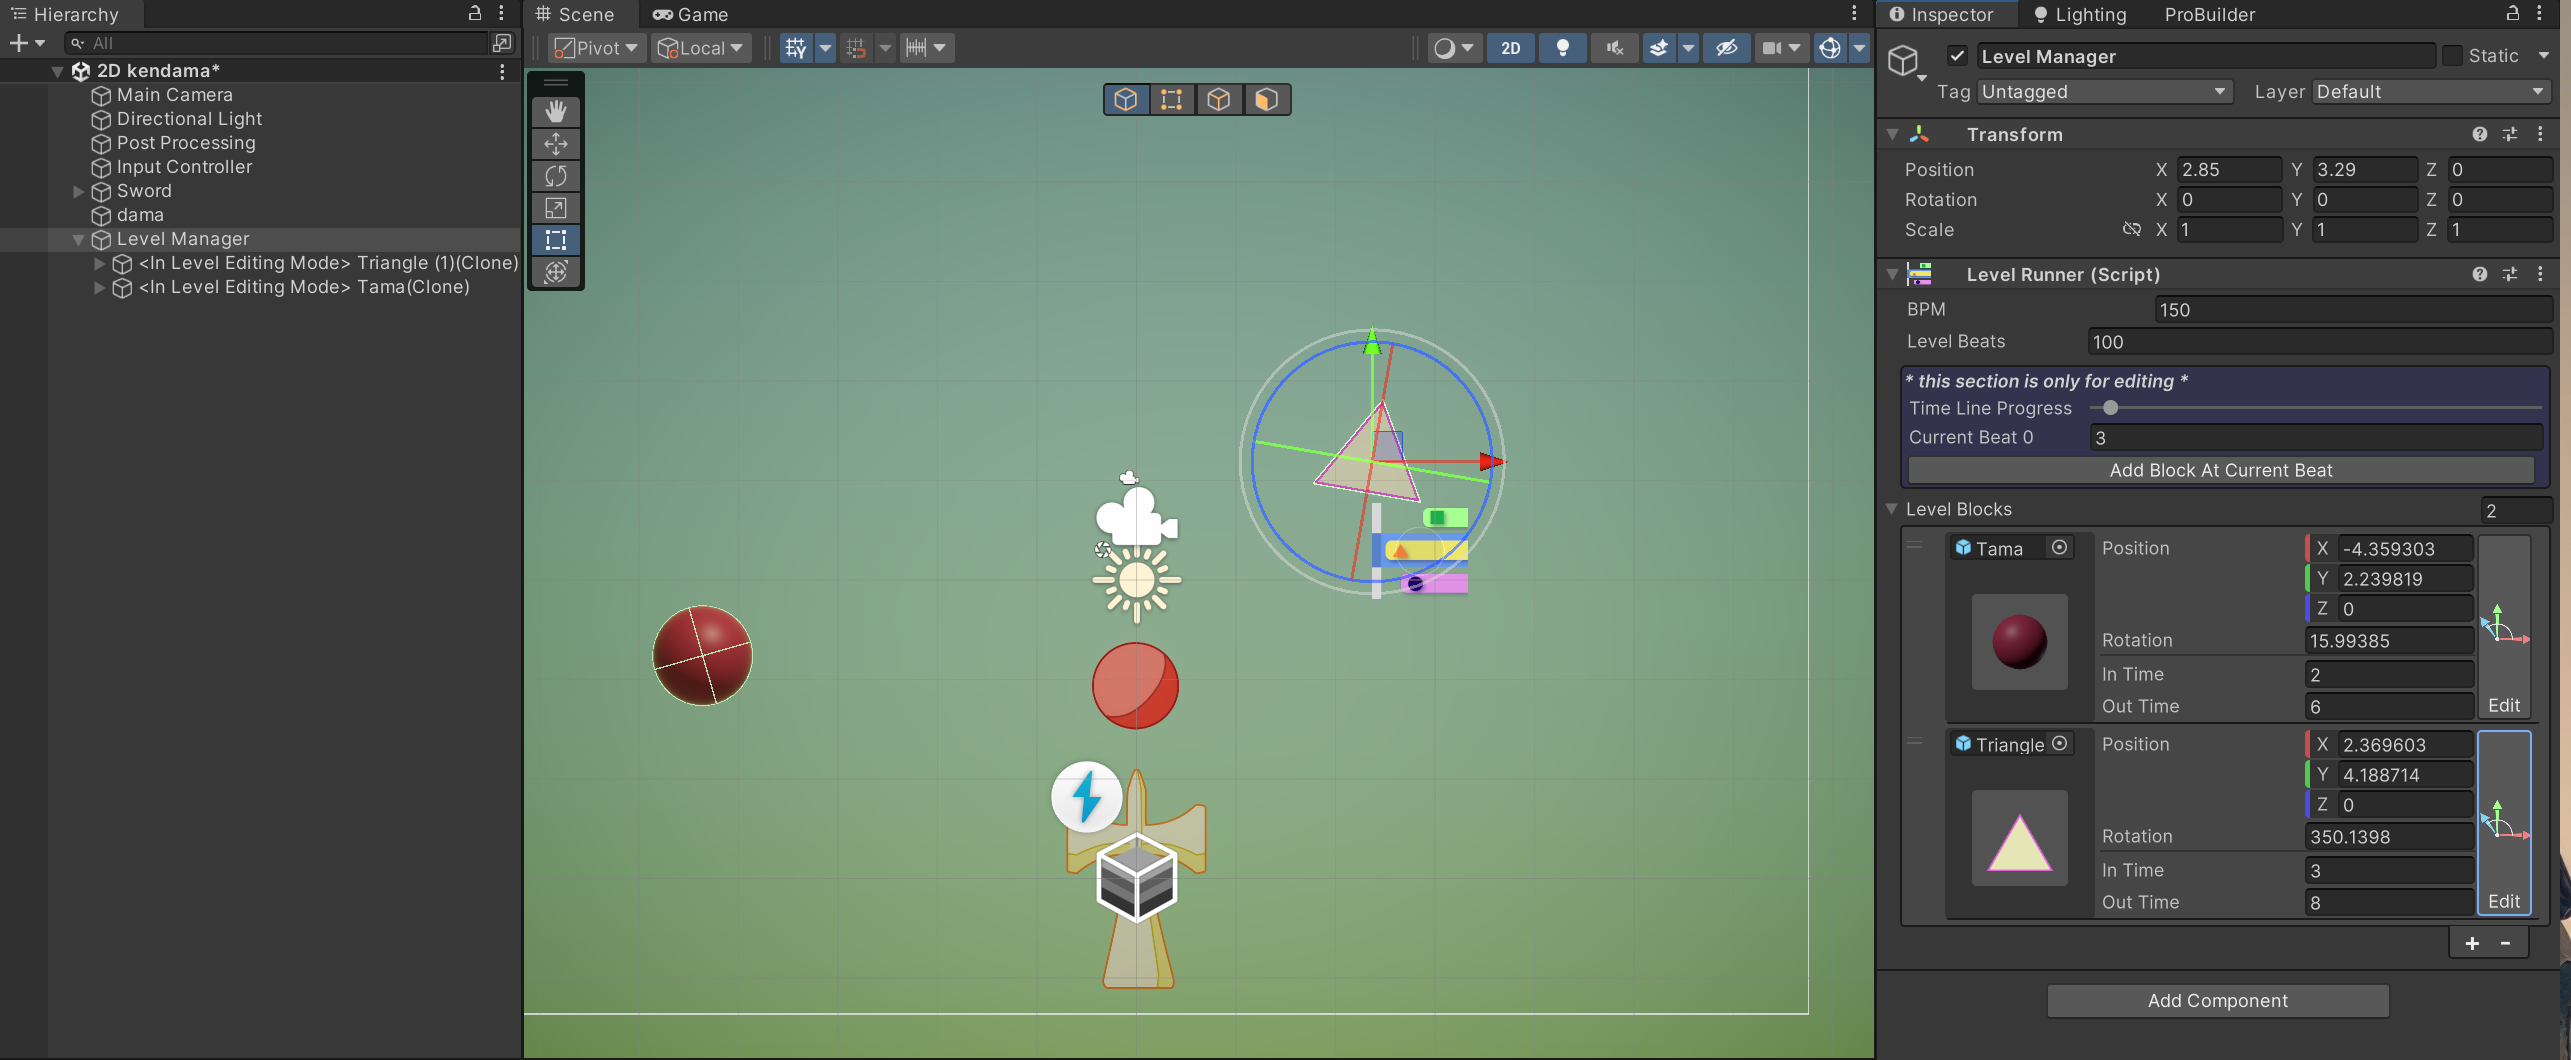 Hierarchy
All
2D kendama*
Main Camera
Directional Light
Post Processing
Input Controller
Sword
dama
Level Manager
<In Level Editing Mode> Triangle (1)(Clone)
<In Level Editing Mode> Tama(Clone)
Scene
Game
Pivot
Local
2D
Inspector
Lighting
ProBuilder
Level Manager
Static
Tag Untagged
Layer Default
Transform
Position X 2.85 Y 3.29 Z 0
Rotation X 0 Y 0 Z 0
Scale X 1 Y 1 Z 1
Level Runner (Script)
BPM 150
Level Beats 100
* this section is only for editing *
Time Line Progress
Current Beat 0 3
Add Block At Current Beat
Level Blocks 2
Tama
Position X -4.359303
Y 2.239819
Z 0
Rotation 15.99385
In Time 2
Out Time 6
Edit
Triangle
Position X 2.369603
Y 4.188714
Z 0
Rotation 350.1398
In Time 3
Out Time 8
Edit
+ -
Add Component